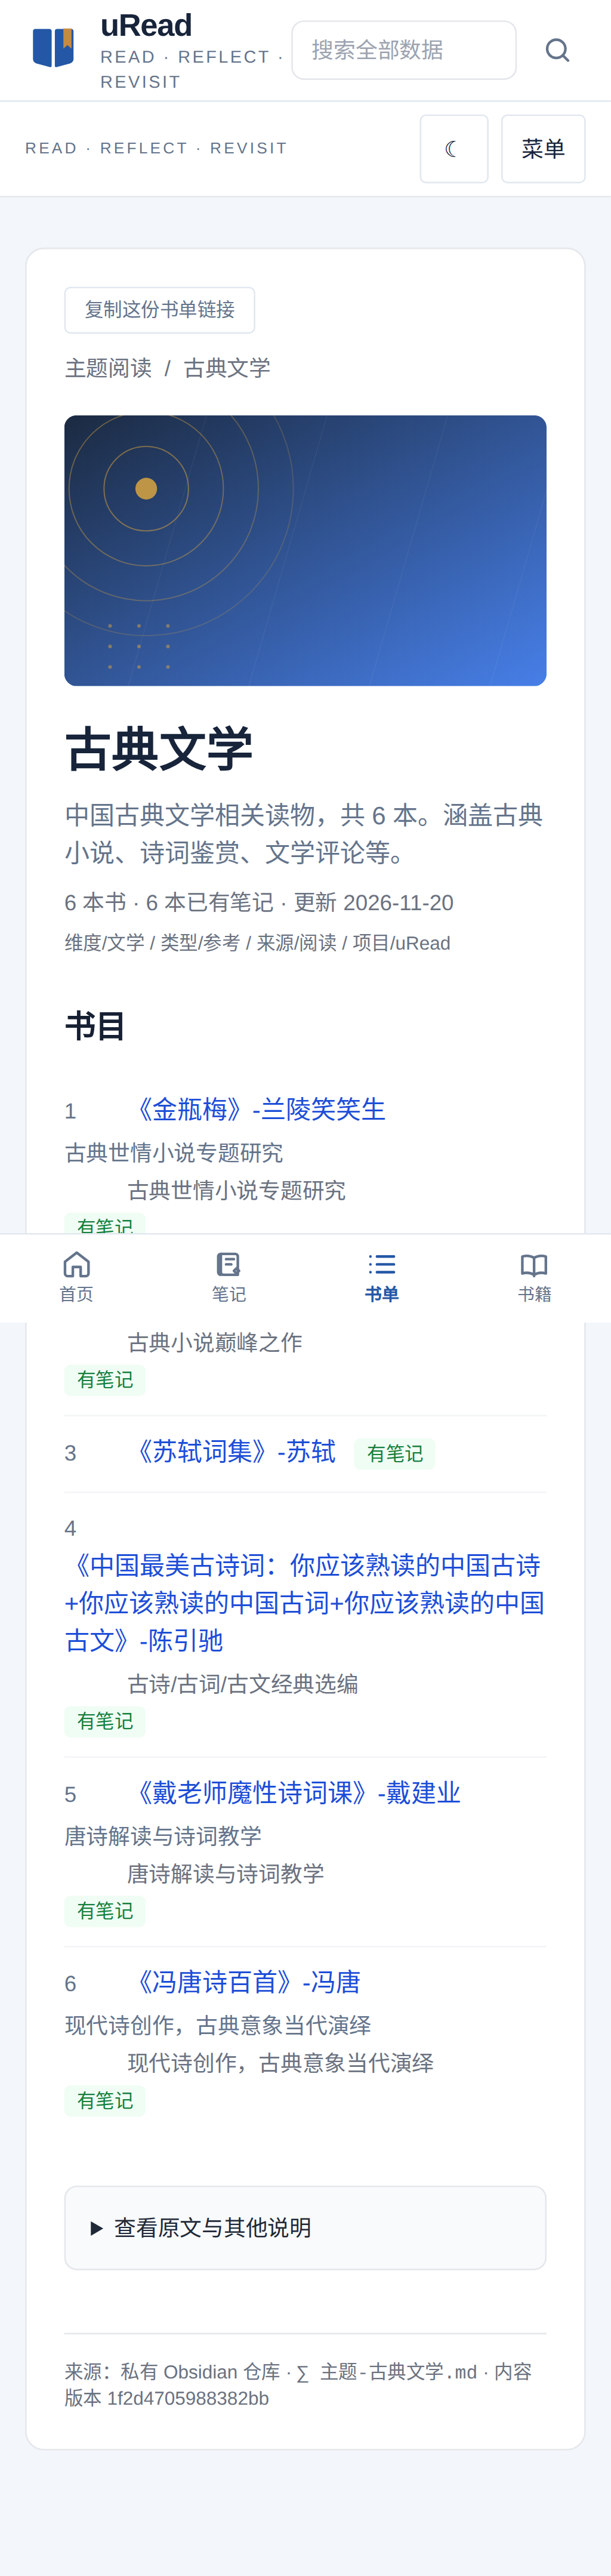 uRead
READ · REFLECT ·
REVISIT
搜索全部数据
READ · REFLECT · REVISIT
☾
菜单
复制这份书单链接
主题阅读 / 古典文学
古典文学
中国古典文学相关读物，共 6 本。涵盖古典
小说、诗词鉴赏、文学评论等。
6 本书 · 6 本已有笔记 · 更新 2026-11-20
维度/文学 / 类型/参考 / 来源/阅读 / 项目/uRead
书目
1 《金瓶梅》-兰陵笑笑生
古典世情小说专题研究
古典世情小说专题研究
有笔记
首页 笔记 书单 书籍
古典小说巅峰之作
有笔记
3 《苏轼词集》-苏轼 有笔记
4
《中国最美古诗词：你应该熟读的中国古诗
+你应该熟读的中国古词+你应该熟读的中国
古文》-陈引驰
古诗/古词/古文经典选编
有笔记
5 《戴老师魔性诗词课》-戴建业
唐诗解读与诗词教学
唐诗解读与诗词教学
有笔记
6 《冯唐诗百首》-冯唐
现代诗创作，古典意象当代演绎
现代诗创作，古典意象当代演绎
有笔记
▶ 查看原文与其他说明
来源：私有 Obsidian 仓库 · ∑ 主题-古典文学.md · 内容
版本 1f2d4705988382bb